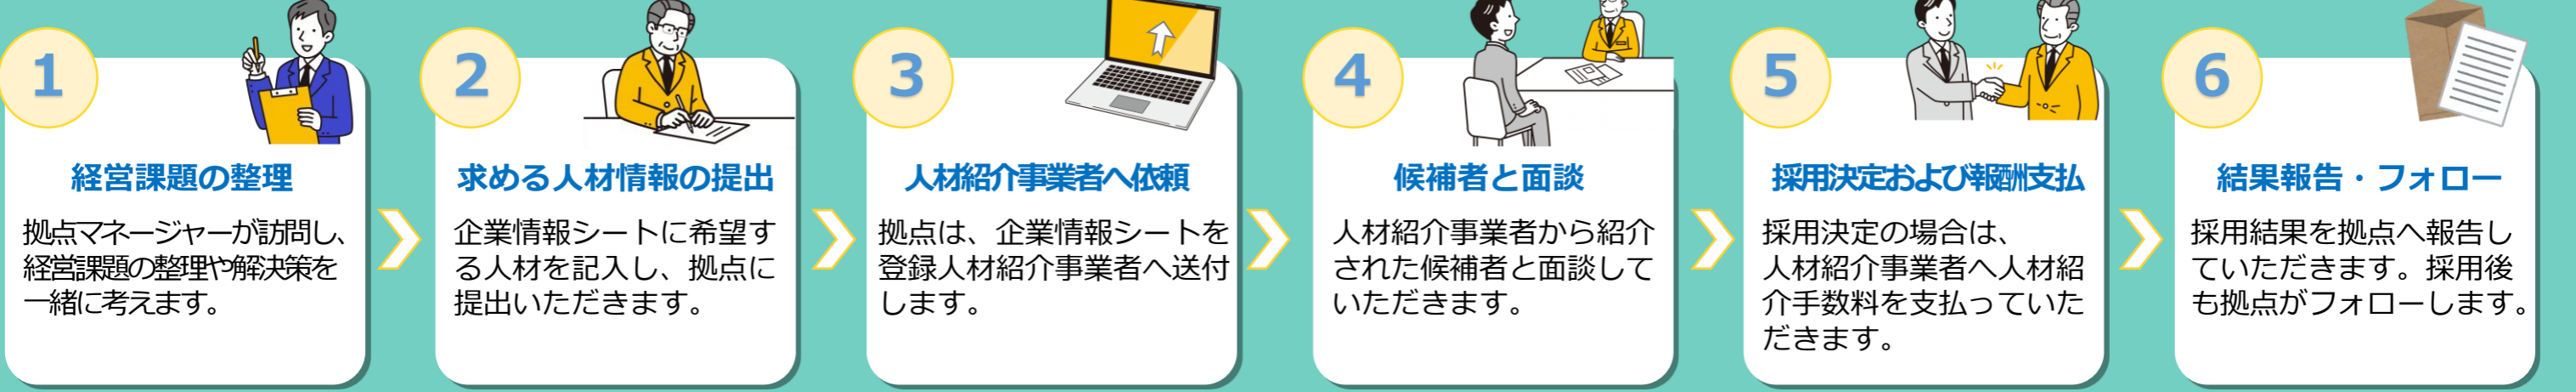 1
経営課題の整理
拠点マネージャーが訪問し、
経営課題の整理や解決策を
一緒に考えます。
2
求める人材情報の提出
企業情報シートに希望す
る人材を記入し、拠点に
提出いただきます。
3
人材紹介事業者へ依頼
拠点は、企業情報シートを
登録人材紹介事業者へ送付
します。
4
候補者と面談
人材紹介事業者から紹介
された候補者と面談して
いただきます。
5
採用決定および報酬支払
採用決定の場合は、
人材紹介事業者へ人材紹
介手数料を支払っていた
だきます。
6
結果報告・フォロー
採用結果を拠点へ報告し
ていただきます。採用後
も拠点がフォローします。